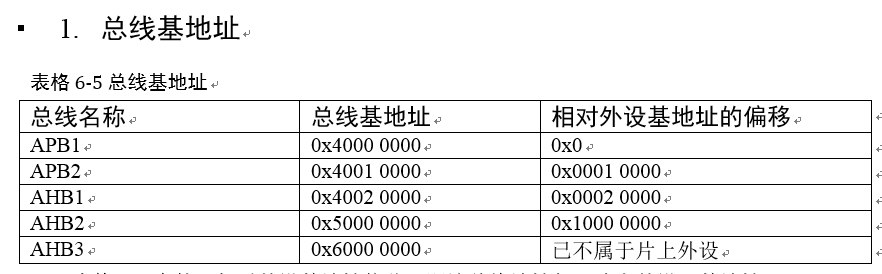 ▪ 1. 总线基地址
表格 6-5 总线基地址
总线名称 总线基地址 相对外设基地址的偏移
APB1 0x4000 0000 0x0
APB2 0x4001 0000 0x0001 0000
AHB1 0x4002 0000 0x0002 0000
AHB2 0x5000 0000 0x1000 0000
AHB3 0x6000 0000 已不属于片上外设